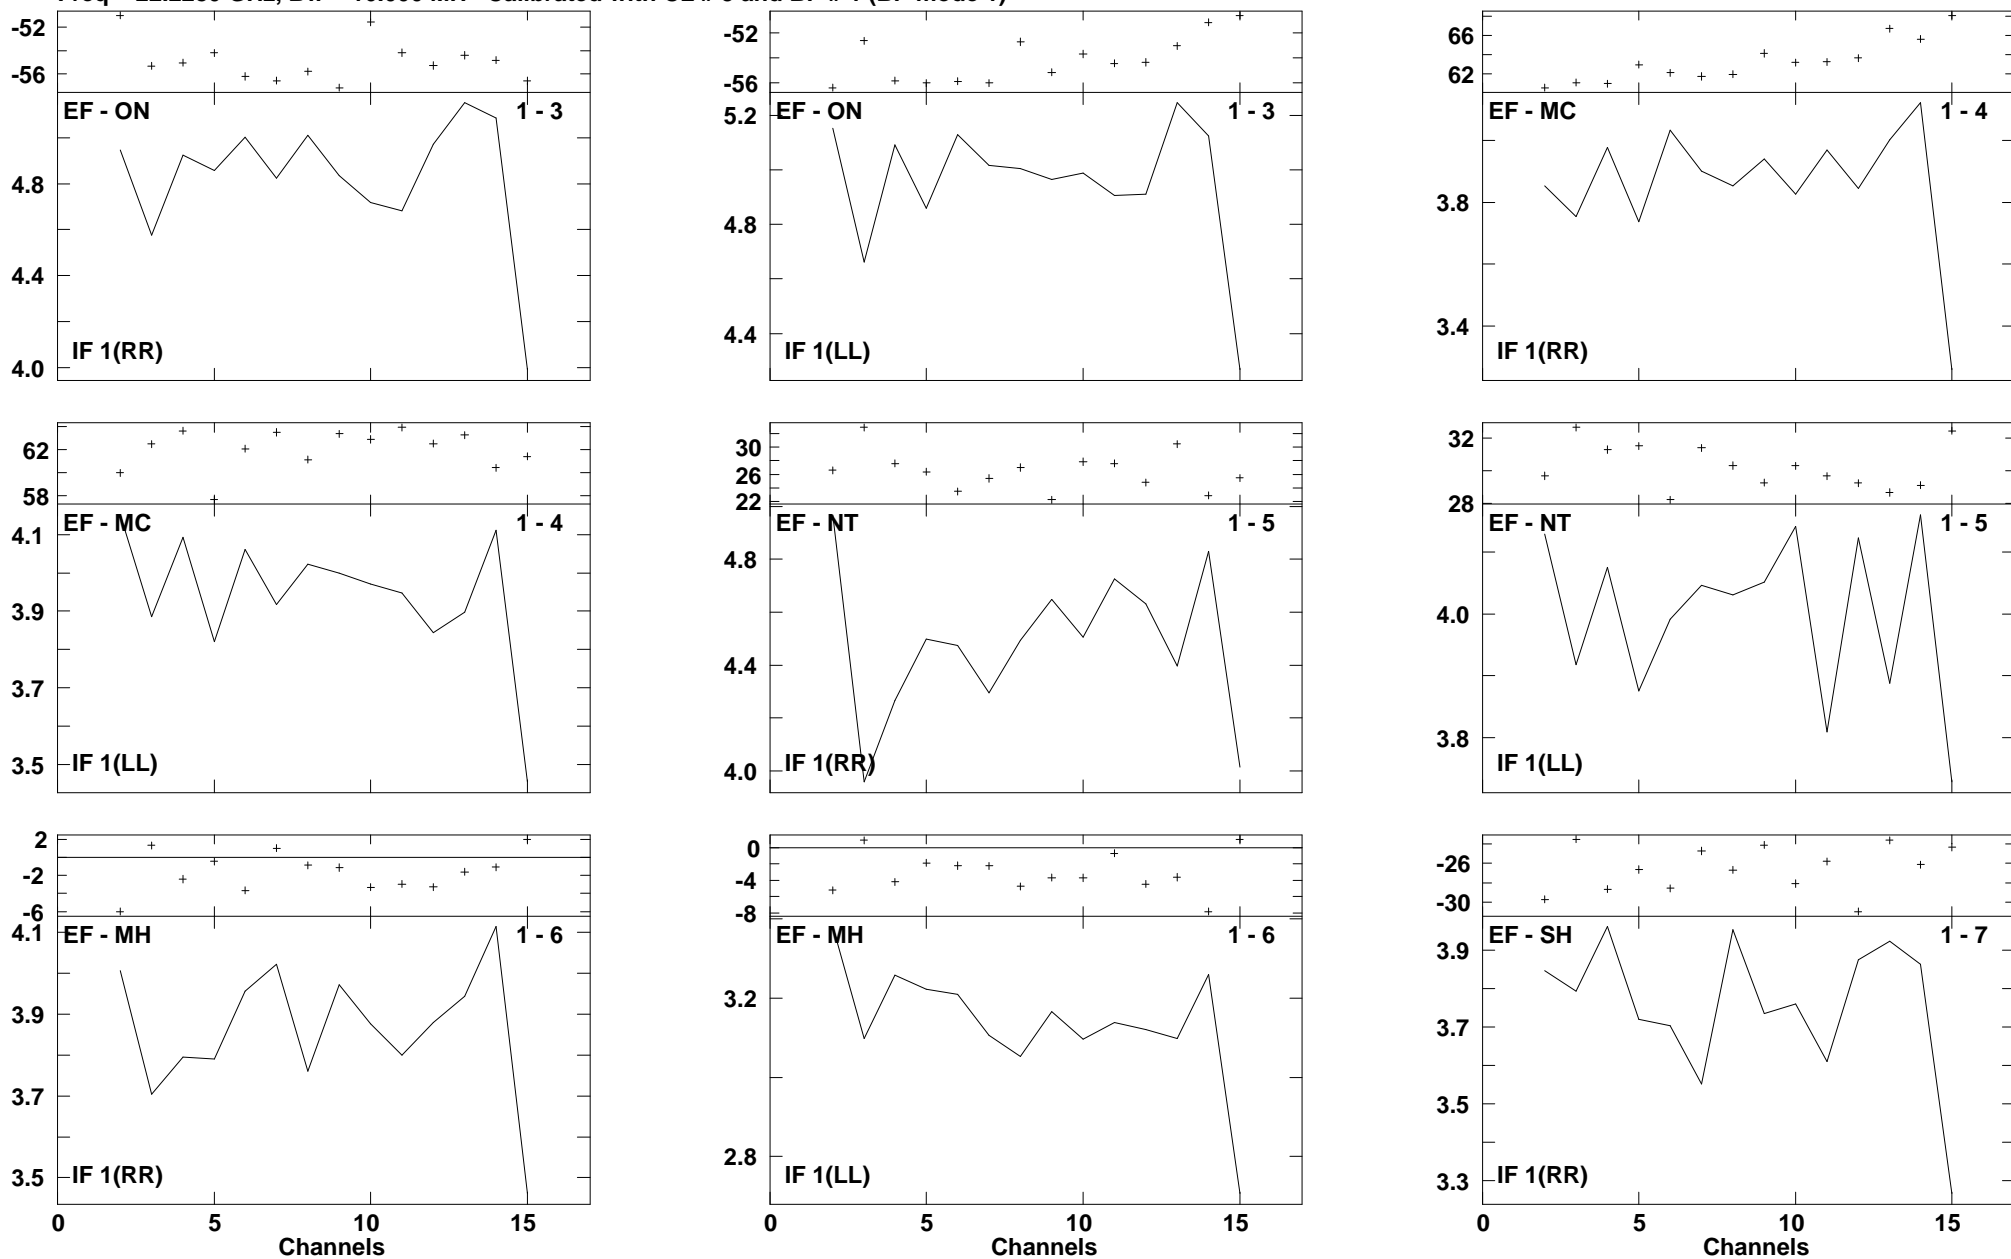 -52
-56
EF - ON
1 - 3
4.8
4.4
4.0
IF 1(RR)
-52
-56
5.2
EF - ON
1 - 3
4.8
4.4
IF 1(LL)
66
62
EF - MC
1 - 4
3.8
3.4
IF 1(RR)
62
58
EF - MC
1 - 4
4.1
3.9
3.7
3.5
IF 1(LL)
30
26
22
EF - NT
1 - 5
4.8
4.4
4.0
IF 1(RR)
32
28
EF - NT
1 - 5
4.0
3.8
IF 1(LL)
2
-2
-6
4.1
EF - MH
1 - 6
3.9
3.7
3.5
IF 1(RR)
0 5 10 15
Channels
0
-4
-8
EF - MH
1 - 6
3.2
2.8
IF 1(LL)
0 5 10 15
Channels
-26
-30
EF - SH
1 - 7
3.9
3.7
3.5
3.3
IF 1(RR)
0 5 10 15
Channels